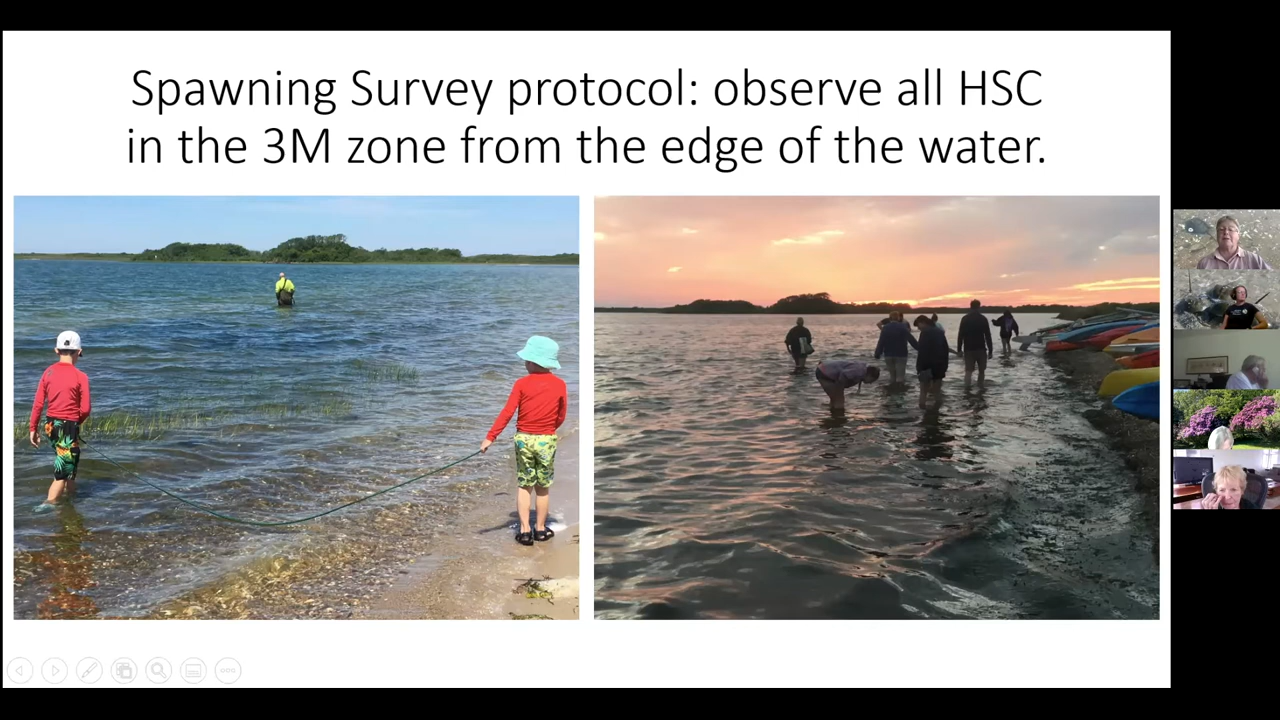 Spawning Survey protocol: observe all HSC
in the 3M zone from the edge of the water.